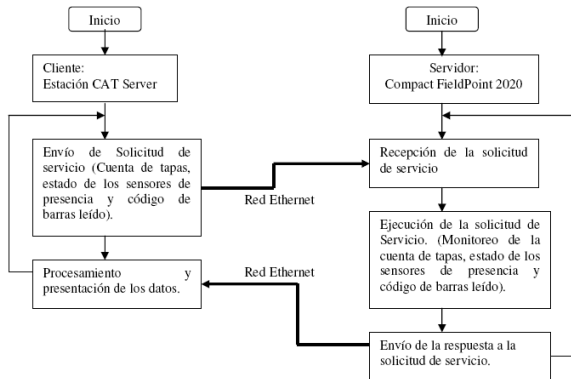 Inicio
Cliente:
Estación CAT Server
Envío de Solicitud de
servicio (Cuenta de tapas,
estado de los sensores de
presencia y código de
barras leído).
Procesamiento y
presentación de los datos.
Red Ethernet
Red Ethernet
Inicio
Servidor:
Compact FieldPoint 2020
Recepción de la solicitud
de servicio
Ejecución de la solicitud de
Servicio. (Monitoreo de la
cuenta de tapas, estado de los
sensores de presencia y
código de barras leído).
Envío de la respuesta a la
solicitud de servicio.